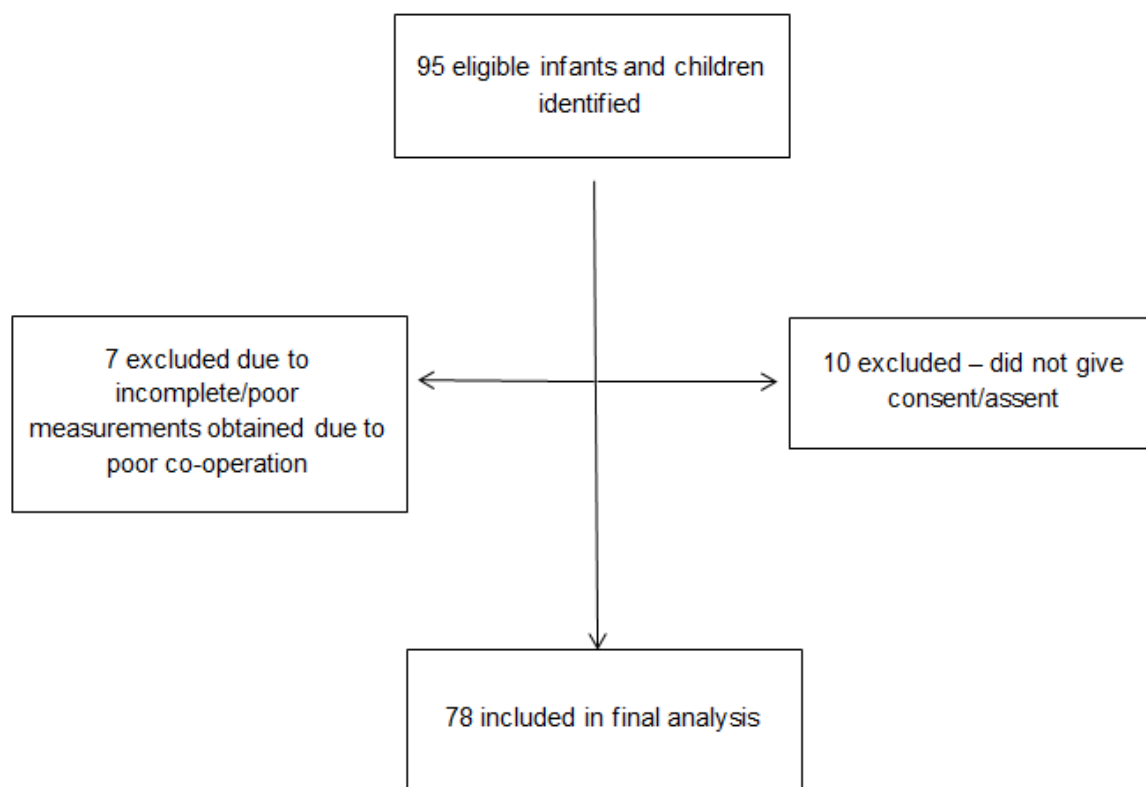 95 eligible infants and children
identified
7 excluded due to
incomplete/poor
measurements obtained due to
poor co-operation
10 excluded – did not give
consent/assent
78 included in final analysis